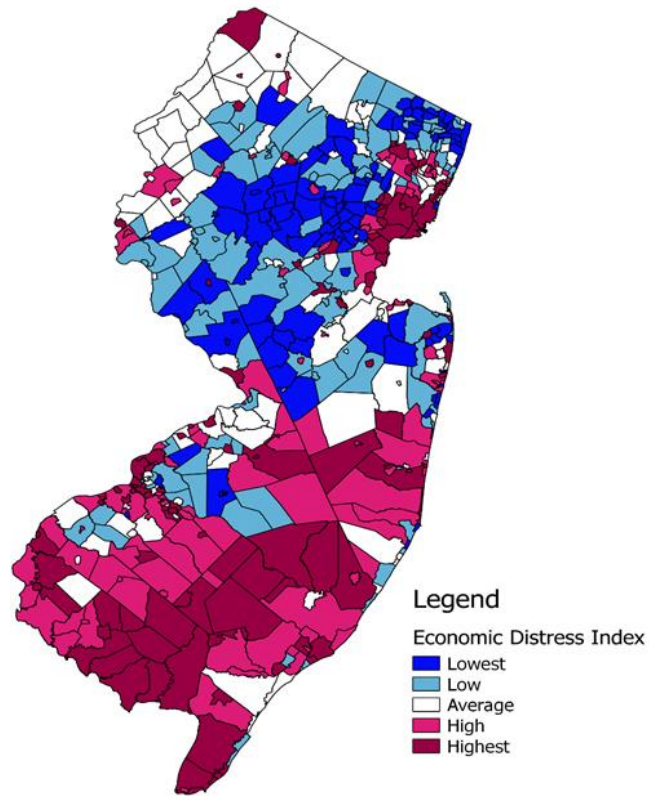 Legend
Economic Distress Index
Lowest
Low
Average
High
Highest